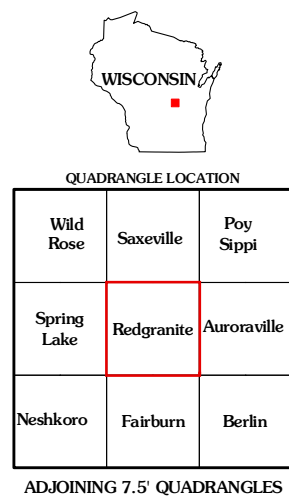 WISCONSIN
QUADRANGLE LOCATION
Wild
Rose
Saxeville
Poy
Sippi
Spring
Lake
Redgranite
Auroraville
Neshkoro
Fairburn
Berlin
ADJOINING 7.5' QUADRANGLES